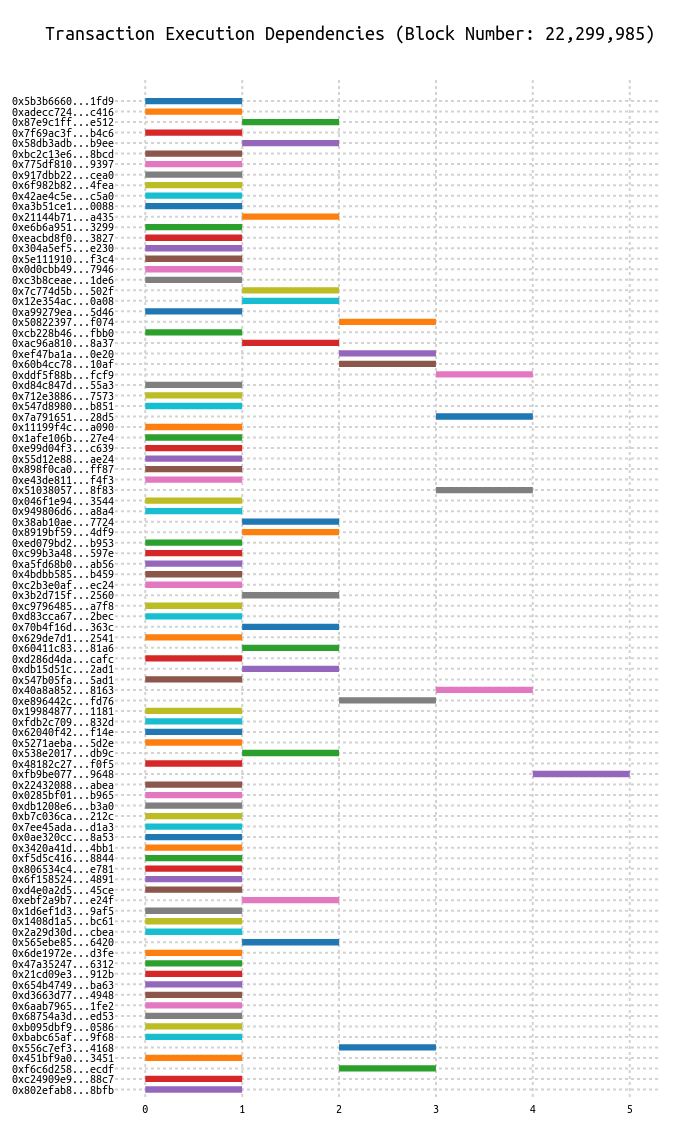 Transaction Execution Dependencies (Block Number: 22,299,985)
0x5b3b6660...1fd9
0xadecc724...c416
0x87e9c1ff...e512
0x7f69ac3f...b4c6
0x58db3adb...b9ee
0xbc2c13e6...8bcd
0x775df810...9397
0x917dbb22...cea0
0x6f982b82...4fea
0x42ae4c5e...c5a0
0xa3b51ce1...0088
0x21144b71...a435
0xe6b6a951...3299
0xeacbd8f0...3827
0x304a5ef5...e230
0x5e111910...f3c4
0x0d0cbb49...7946
0xc3b8ceae...1de6
0x7c774d5b...502f
0x12e354ac...0a08
0xa99279ea...5d46
0x50822397...f074
0xcb228b46...fbb0
0xac96a810...8a37
0xef47ba1a...0e20
0x60b4cc78...10af
0xddf5f88b...fcf9
0xd84c847d...55a3
0x712e3886...7573
0x547d8980...b851
0x7a791651...28d5
0x11199f4c...a090
0x1afe106b...27e4
0xe99d04f3...c639
0x55d12e88...ae24
0x898f0ca0...ff87
0xe43de811...f4f3
0x51038057...8f83
0x046f1e94...3544
0x949806d6...a8a4
0x38ab10ae...7724
0x8919bf59...4df9
0xed079bd2...b953
0xc99b3a48...597e
0xa5fd68b0...ab56
0x4bdbb585...b459
0xc2b3e0af...ec24
0x3b2d715f...2560
0xc9796485...a7f8
0xd83cca67...2bec
0x70b4f16d...363c
0x629de7d1...2541
0x60411c83...81a6
0xd286d4da...cafc
0xdb15d51c...2ad1
0x547b05fa...5ad1
0x40a8a852...8163
0xe896442c...fd76
0x19984877...1181
0xfdb2c709...832d
0x62040f42...f14e
0x5271aeba...5d2e
0x538e2017...db9c
0x48182c27...f0f5
0xfb9be077...9648
0x22432088...abea
0x0285bf01...b965
0xdb1208e6...b3a0
0xb7c036ca...212c
0x7ee45ada...d1a3
0x0ae320cc...8a53
0x3420a41d...4bb1
0xf5d5c416...8844
0x806534c4...e781
0x6f158524...4891
0xd4e0a2d5...45ce
0xebf2a9b7...e24f
0x1d6ef1d3...9af5
0x1408d1a5...bc61
0x2a29d30d...cbea
0x565ebe85...6420
0x6de1972e...d3fe
0x47a35247...6312
0x21cd09e3...912b
0x654b4749...ba63
0xd3663d77...4948
0x6aab7965...1fe2
0x68754a3d...ed53
0xb095dbf9...0586
0xbabc65af...9f68
0x556c7ef3...4168
0x451bf9a0...3451
0xf6c6d258...ecdf
0xc24909e9...88c7
0x802efab8...8bfb
0 1 2 3 4 5